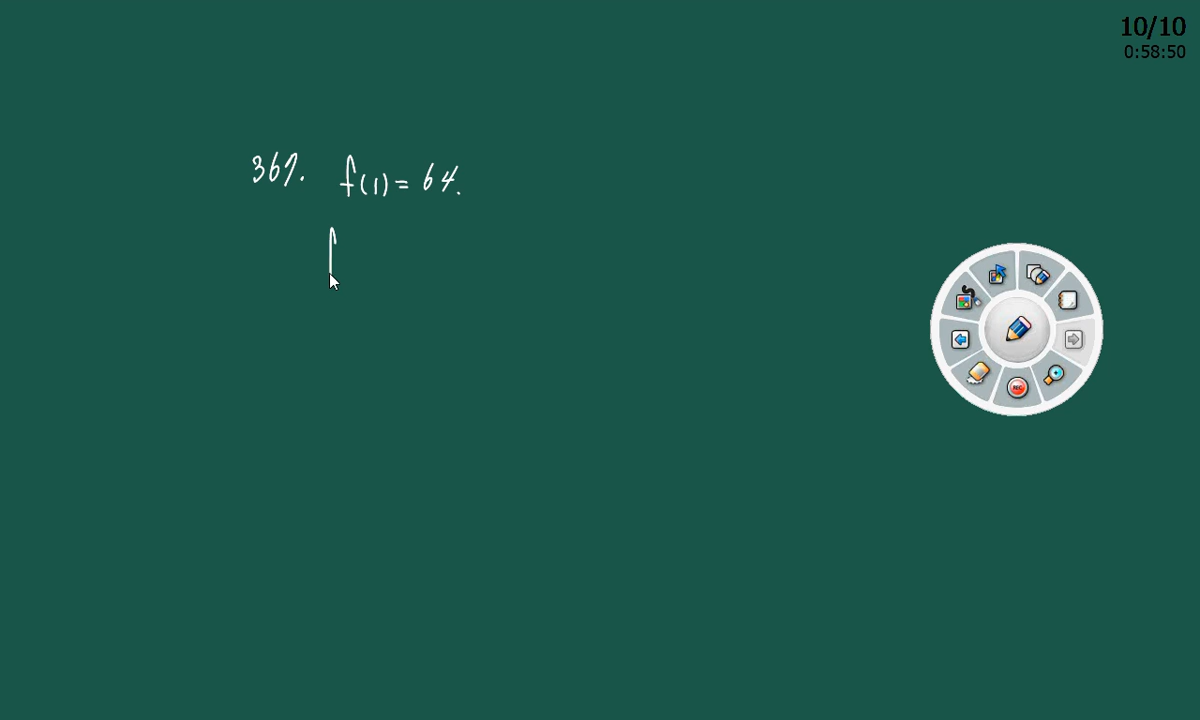 10/10
0:58:50
367. f(1) = 64.